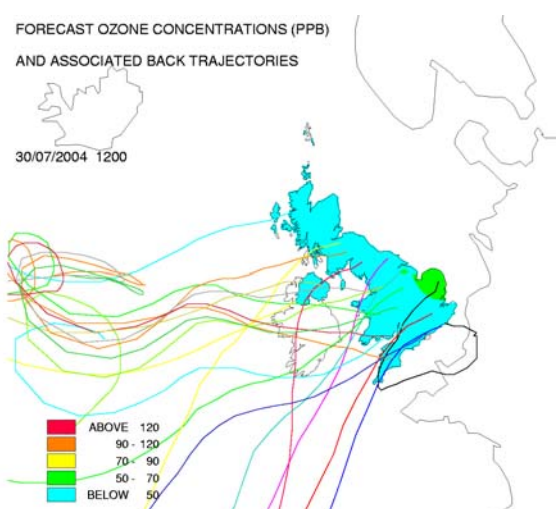 FORECAST OZONE CONCENTRATIONS (PPB)
AND ASSOCIATED BACK TRAJECTORIES
30/07/2004 1200
ABOVE 120
90 - 120
70 - 90
50 - 70
BELOW 50